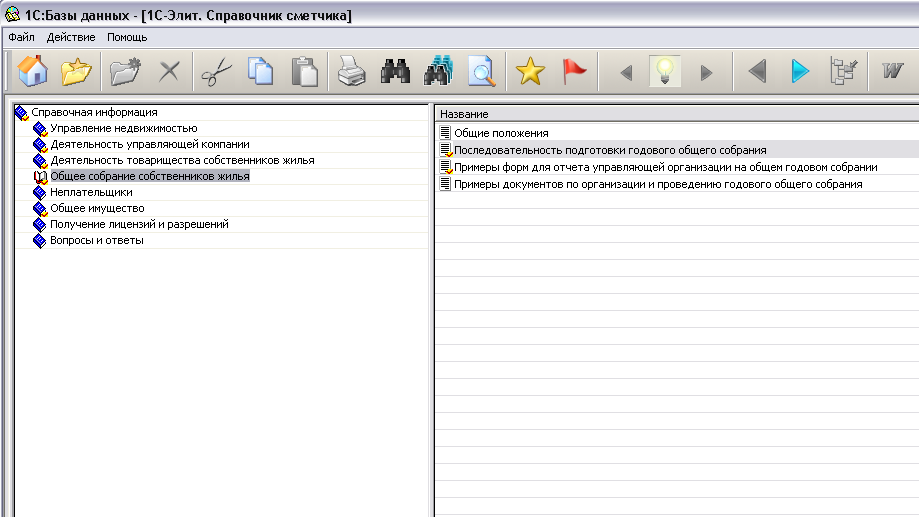 1С:Базы данных - [1С-Элит. Справочник сметчика]
Файл Действие Помощь
W
Справочная информация
Управление недвижимостью
Деятельность управляющей компании
Деятельность товарищества собственников жилья
Общее собрание собственников жилья
Неплательщики
Общее имущество
Получение лицензий и разрешений
Вопросы и ответы
Название
Общие положения
Последовательность подготовки годового общего собрания
Примеры форм для отчета управляющей организации на общем годовом собрании
Примеры документов по организации и проведению годового общего собрания